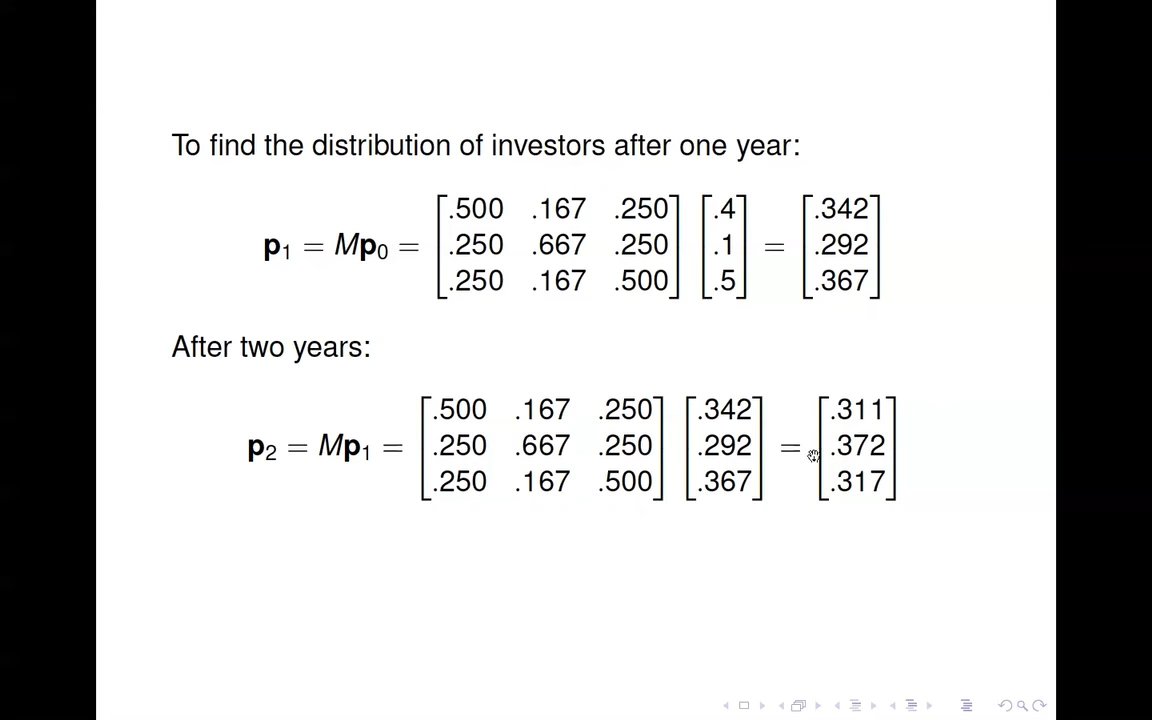 To find the distribution of investors after one year:
p₁ = Mp₀ = [.500 .167 .250] [.4] = [.342]
[.250 .667 .250] [.1] [.292]
[.250 .167 .500] [.5] [.367]
After two years:
p₂ = Mp₁ = [.500 .167 .250] [.342] = [.311]
[.250 .667 .250] [.292] [.372]
[.250 .167 .500] [.367] [.317]